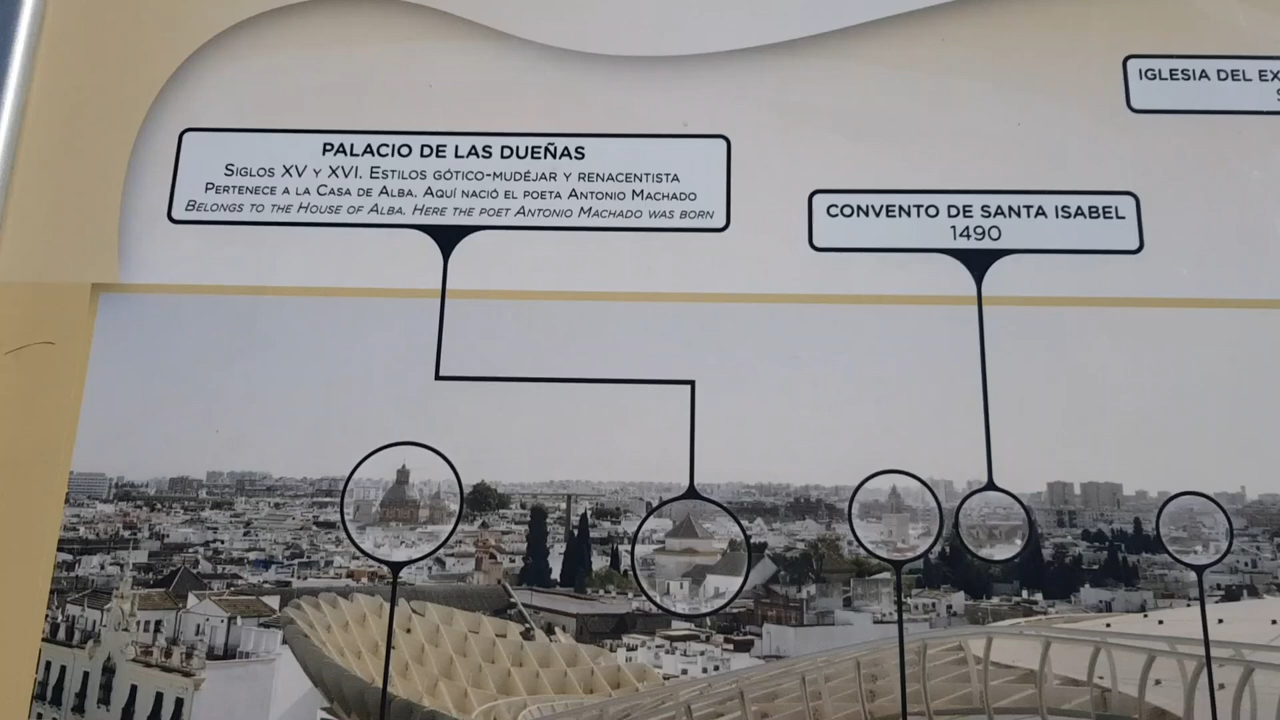 PALACIO DE LAS DUEÑAS
SIGLOS XV Y XVI. ESTILOS GÓTICO-MUDÉJAR Y RENACENTISTA
PERTENECE A LA CASA DE ALBA. AQUÍ NACIÓ EL POETA ANTONIO MACHADO
BELONGS TO THE HOUSE OF ALBA. HERE THE POET ANTONIO MACHADO WAS BORN
CONVENTO DE SANTA ISABEL
1490
IGLESIA DEL